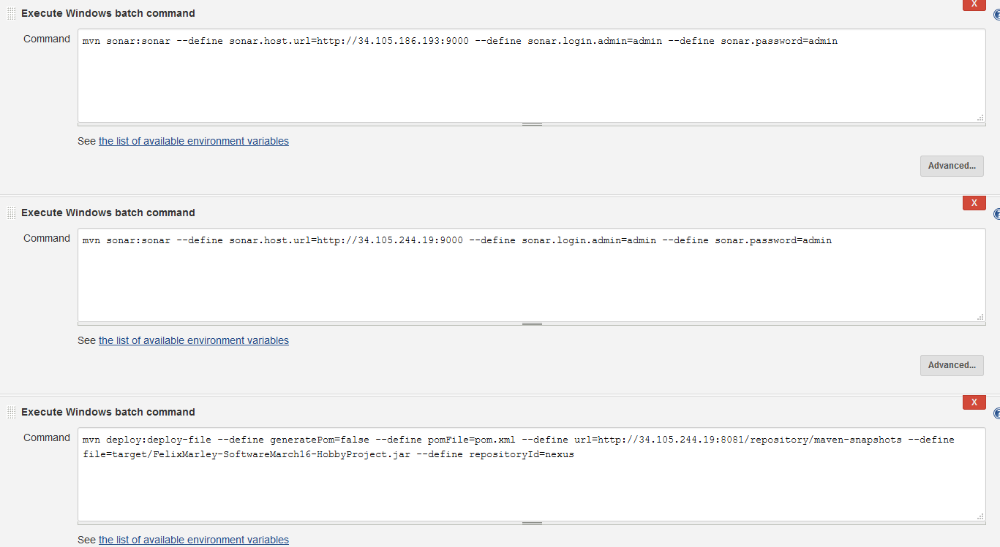 X
Execute Windows batch command
Command
mvn sonar:sonar --define sonar.host.url=http://34.105.186.193:9000 --define sonar.login.admin=admin --define sonar.password=admin
See the list of available environment variables
Advanced...
X
Execute Windows batch command
Command
mvn sonar:sonar --define sonar.host.url=http://34.105.244.19:9000 --define sonar.login.admin=admin --define sonar.password=admin
See the list of available environment variables
Advanced...
X
Execute Windows batch command
Command
mvn deploy:deploy-file --define generatePom=false --define pomFile=pom.xml --define url=http://34.105.244.19:8081/repository/maven-snapshots --define
file=target/FelixMarley-SoftwareMarch16-HobbyProject.jar --define repositoryId=nexus
See the list of available environment variables